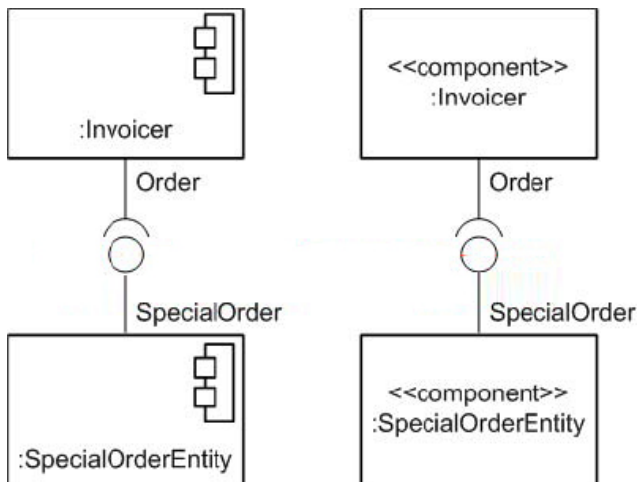 :Invoicer
Order
SpecialOrder
:SpecialOrderEntity
<<component>>
:Invoicer
Order
SpecialOrder
<<component>>
:SpecialOrderEntity